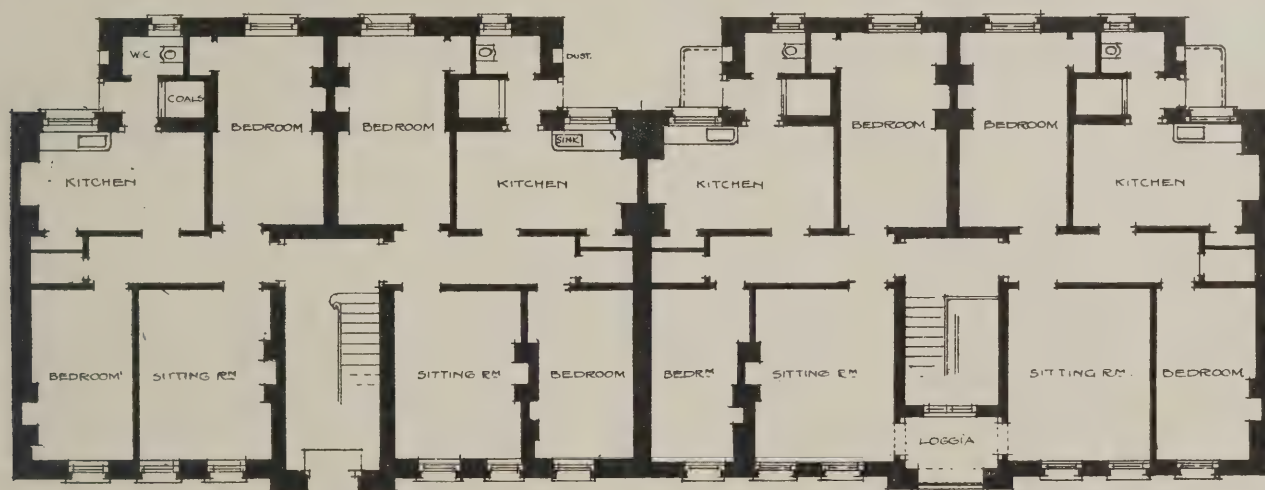 W.C.
DUST.
COALS
BEDROOM
BEDROOM
BEDROOM
BEDROOM
SINK
KITCHEN
KITCHEN
KITCHEN
KITCHEN
BEDROOM
SITTING RM
SITTING RM
BEDROOM
BEDRM
SITTING RM
SITTING RM.
BEDROOM
LOGGIA